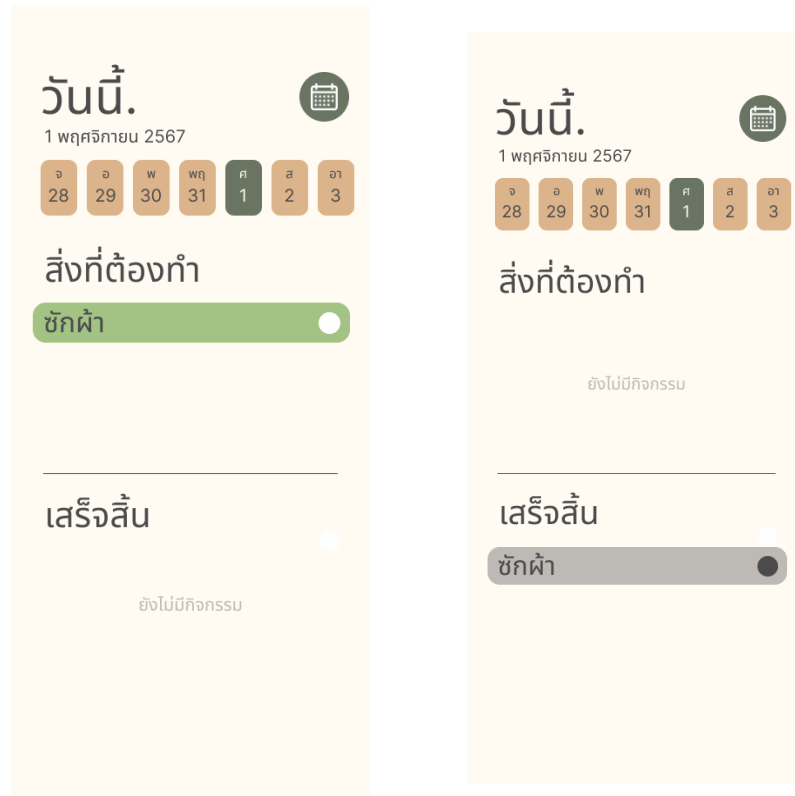 วันนี้.
1 พฤศจิกายน 2567
จ อ พ พฤ ศ ส อา
28 29 30 31 1 2 3
สิ่งที่ต้องทำ
ซักผ้า
เสร็จสิ้น
ยังไม่มีกิจกรรม
วันนี้.
1 พฤศจิกายน 2567
จ อ พ พฤ ศ ส อา
28 29 30 31 1 2 3
สิ่งที่ต้องทำ
ยังไม่มีกิจกรรม
เสร็จสิ้น
ซักผ้า